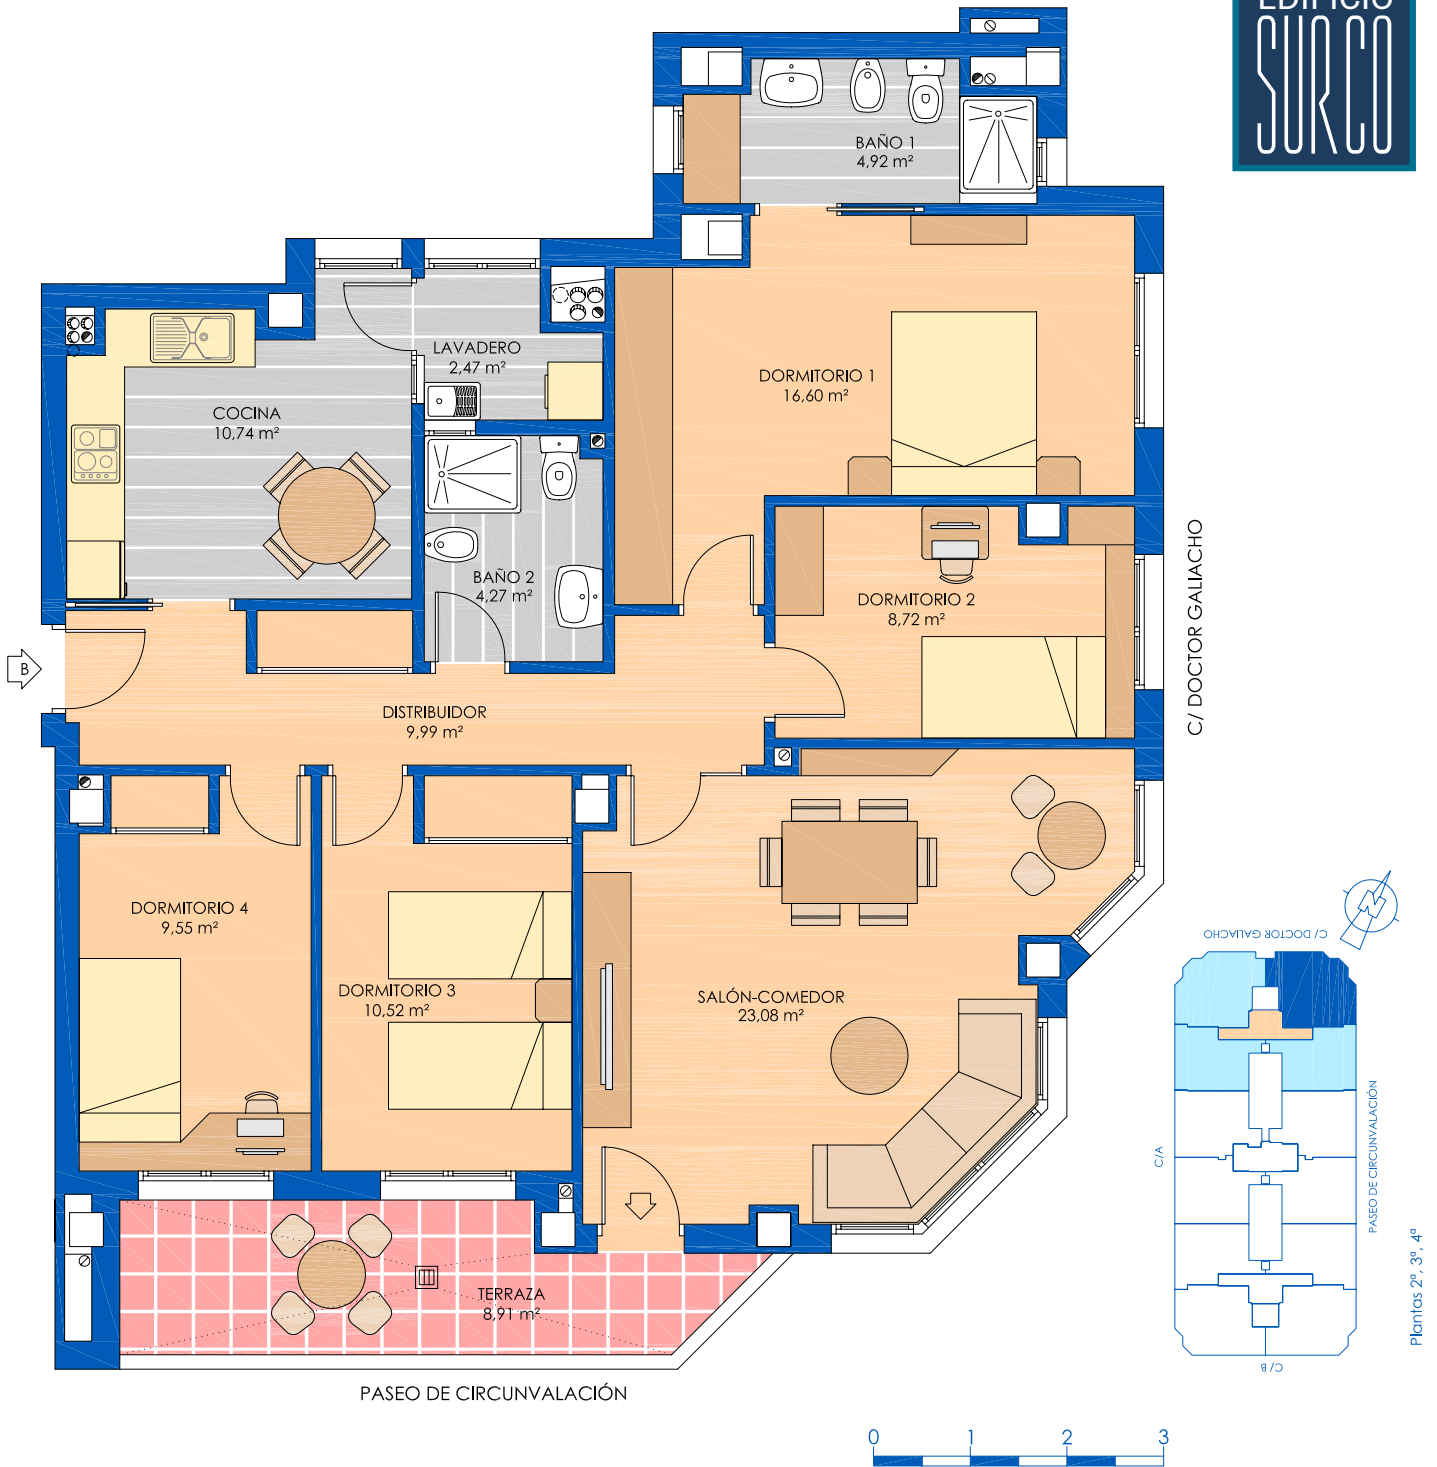 EDIFICIO
SURCO
BAÑO 1
4,92 m²
LAVADERO
2,47 m²
DORMITORIO 1
16,60 m²
COCINA
10,74 m²
BAÑO 2
4,27 m²
DORMITORIO 2
8,72 m²
C/ DOCTOR GALIACHO
B
DISTRIBUIDOR
9,99 m²
DORMITORIO 4
9,55 m²
DORMITORIO 3
10,52 m²
SALÓN-COMEDOR
23,08 m²
TERRAZA
8,91 m²
PASEO DE CIRCUNVALACIÓN
N
C/ DOCTOR GALIACHO
C/A
PASEO DE CIRCUNVALACIÓN
C/B
Plantas 2ª, 3ª, 4ª
0 1 2 3